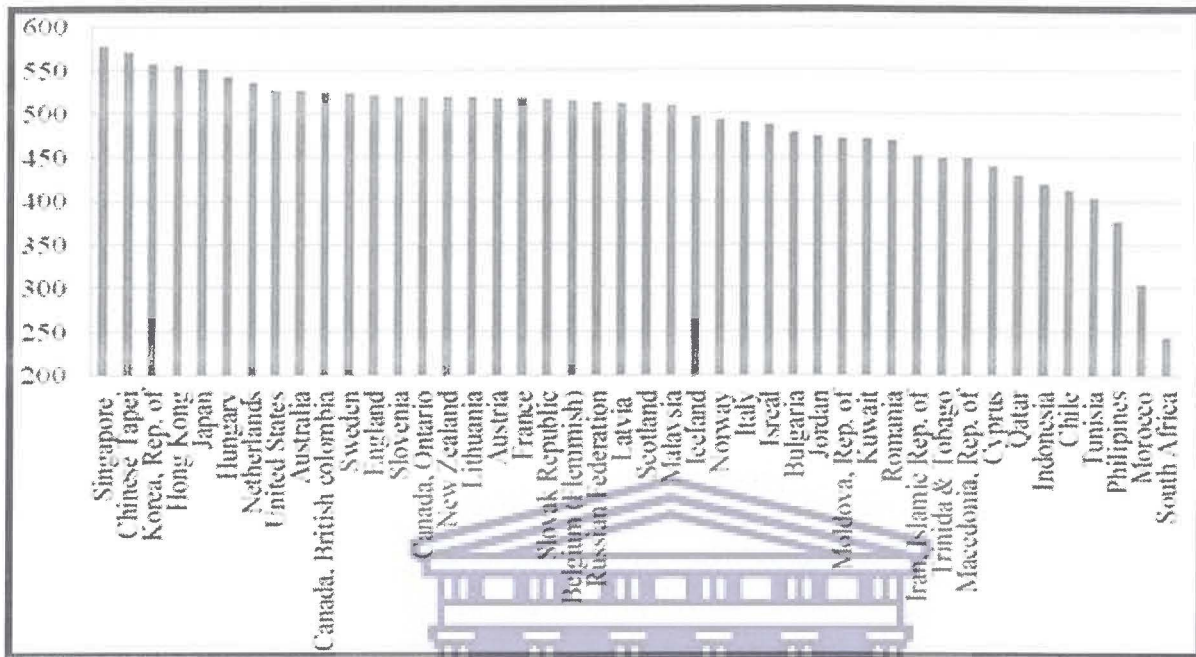 600
550
500
450
400
350
300
250
200
Singapore
Chinese Taipei
Korea, Rep. of
Hong Kong
Japan
Hungary
Netherlands
United States
Australia
Canada, British colombia
Sweden
England
Slovenia
Canada, Ontario
New Zealand
Lithuania
Austria
France
Slovak Republic
Belgium (Flemmish)
Russian Federaton
Latvia
Scotland
Malaysia
Iceland
Norway
Italy
Isreal
Bulgaria
Jordan
Moldova, Rep. of
Kuwait
Romania
Iran, Islamic Rep. of
Trinida & Tobago
Macedonia, Rep. of
Cyprus
Qatar
Indonesia
Chile
Tunisia
Philipines
Morocco
South Africa